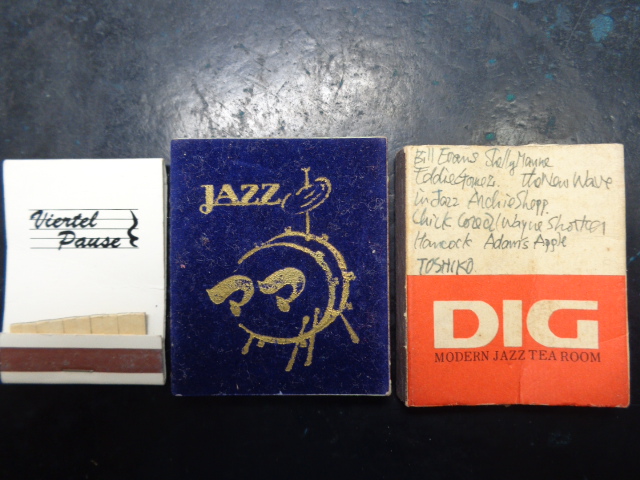 Viertel
Pause
JAZZ
Bill Evans Shelly Manne
Eddie Gomez. the New Wave
in Jazz Archie Shepp
Chick Corea Wayne Shorter
Hancock Adam's Apple
TOSHIKO
DIG
MODERN JAZZ TEA ROOM